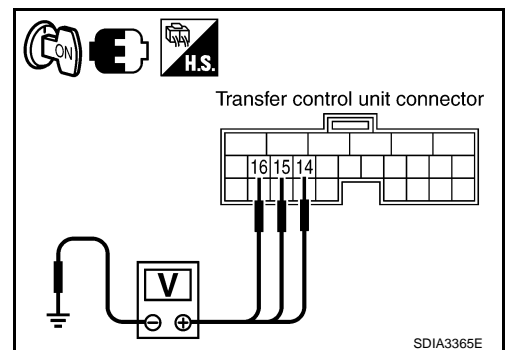 ON
H.S.
Transfer control unit connector
16 15 14
V
− +
SDIA3365E